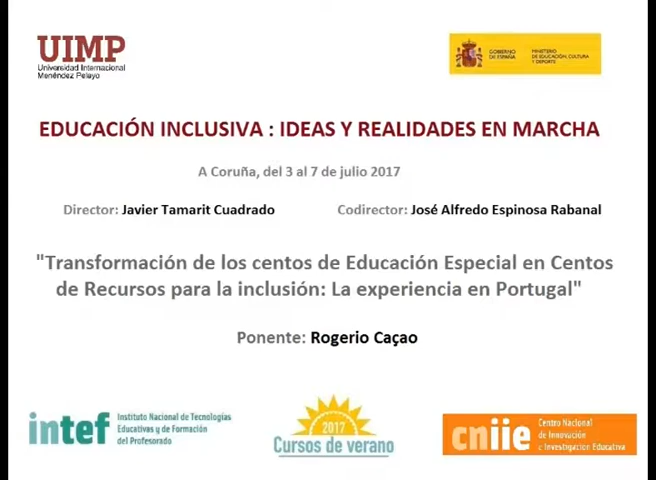 UIMP
Universidad Internacional
Menéndez Pelayo
GOBIERNO
DE ESPAÑA
MINISTERIO
DE EDUCACIÓN, CULTURA
Y DEPORTE
EDUCACIÓN INCLUSIVA : IDEAS Y REALIDADES EN MARCHA
A Coruña, del 3 al 7 de julio 2017
Director: Javier Tamarit Cuadrado
Codirector: José Alfredo Espinosa Rabanal
"Transformación de los centos de Educación Especial en Centos
de Recursos para la inclusión: La experiencia en Portugal"
Ponente: Rogerio Caçao
intef
Instituto Nacional de Tecnologías
Educativas y de Formación
del Profesorado
2017
Cursos de verano
cniie
Centro Nacional
de Innovación
e Investigación Educativa